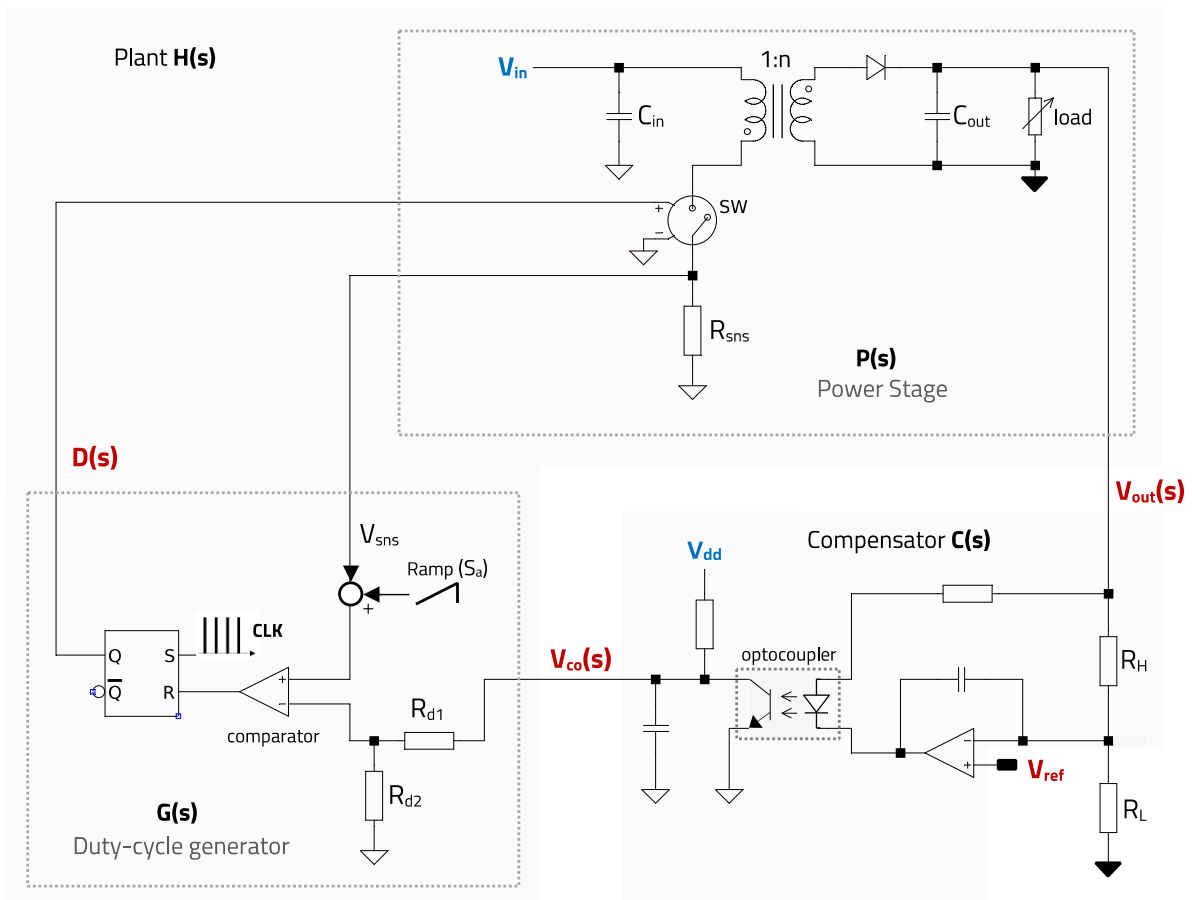 Plant H(s)
Vin
1:n
Cin
Cout
load
+
−
SW
Rsns
P(s)
Power Stage
D(s)
Vout(s)
Vsns
Ramp (Sa)
+
CLK
Q
S
Q̅
R
+
−
comparator
Rd1
Rd2
G(s)
Duty-cycle generator
Compensator C(s)
Vdd
optocoupler
Vco(s)
RH
−
+
Vref
RL